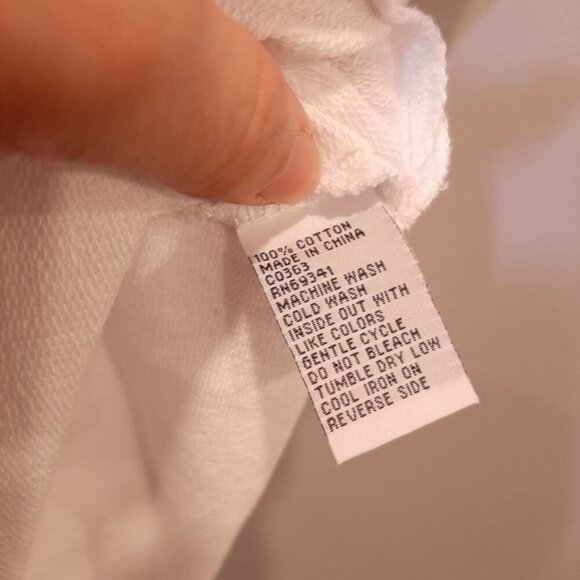 100% COTTON
MADE IN CHINA
C0363
RN69341
MACHINE WASH
COLD WASH
INSIDE OUT WITH
LIKE COLORS
GENTLE CYCLE
DO NOT BLEACH
TUMBLE DRY LOW
COOL IRON ON
REVERSE SIDE